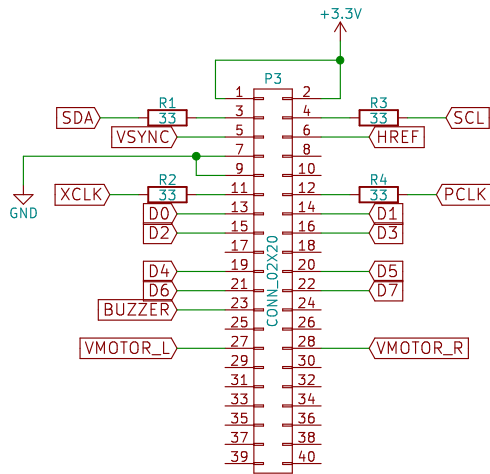 +3.3V
P3
1 2
R1 R3
SDA 33 3 4 33 SCL
VSYNC 5 6 HREF
7 8
9 10
R2 R4
XCLK 33 11 12 33 PCLK
GND
D0 13 14 D1
D2 15 16 D3
17 18
D4 19 20 D5
D6 21 22 D7
BUZZER 23 24
25 26
VMOTOR_L 27 28 VMOTOR_R
29 30
31 32
33 34
35 36
37 38
39 40
CONN_02X20